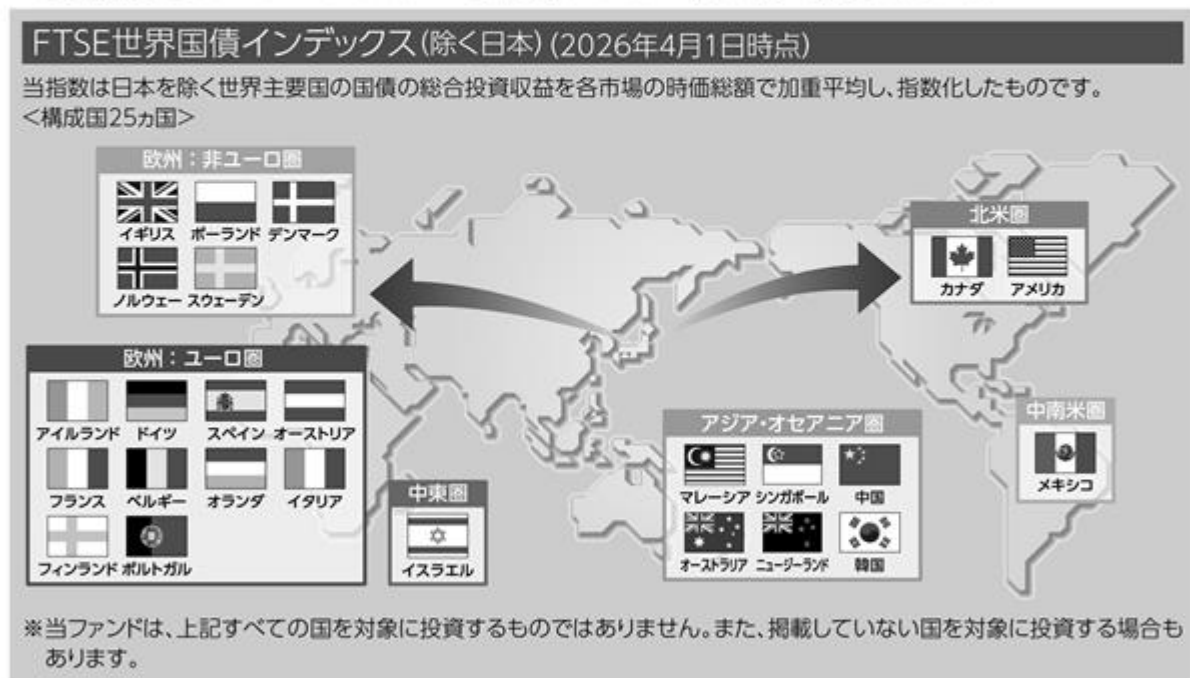 FTSE世界国債インデックス(除く日本)(2026年4月1日時点)
当指数は日本を除く世界主要国の国債の総合投資収益を各市場の時価総額で加重平均し、指数化したものです。
<構成国25ヵ国>
欧州：非ユーロ圏
イギリス ポーランド デンマーク
ノルウェー スウェーデン
北米圏
カナダ アメリカ
欧州：ユーロ圏
アイルランド ドイツ スペイン オーストリア
フランス ベルギー オランダ イタリア
フィンランド ポルトガル
中東圏
イスラエル
アジア・オセアニア圏
マレーシア シンガポール 中国
オーストラリア ニュージーランド 韓国
中南米圏
メキシコ
※当ファンドは、上記すべての国を対象に投資するものではありません。また、掲載していない国を対象に投資する場合も
あります。